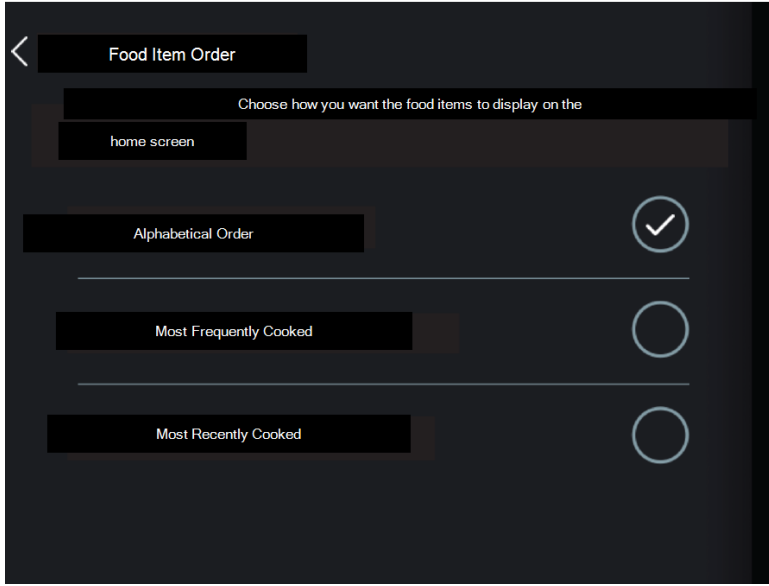 Food Item Order
Choose how you want the food items to display on the
home screen
Alphabetical Order
Most Frequently Cooked
Most Recently Cooked